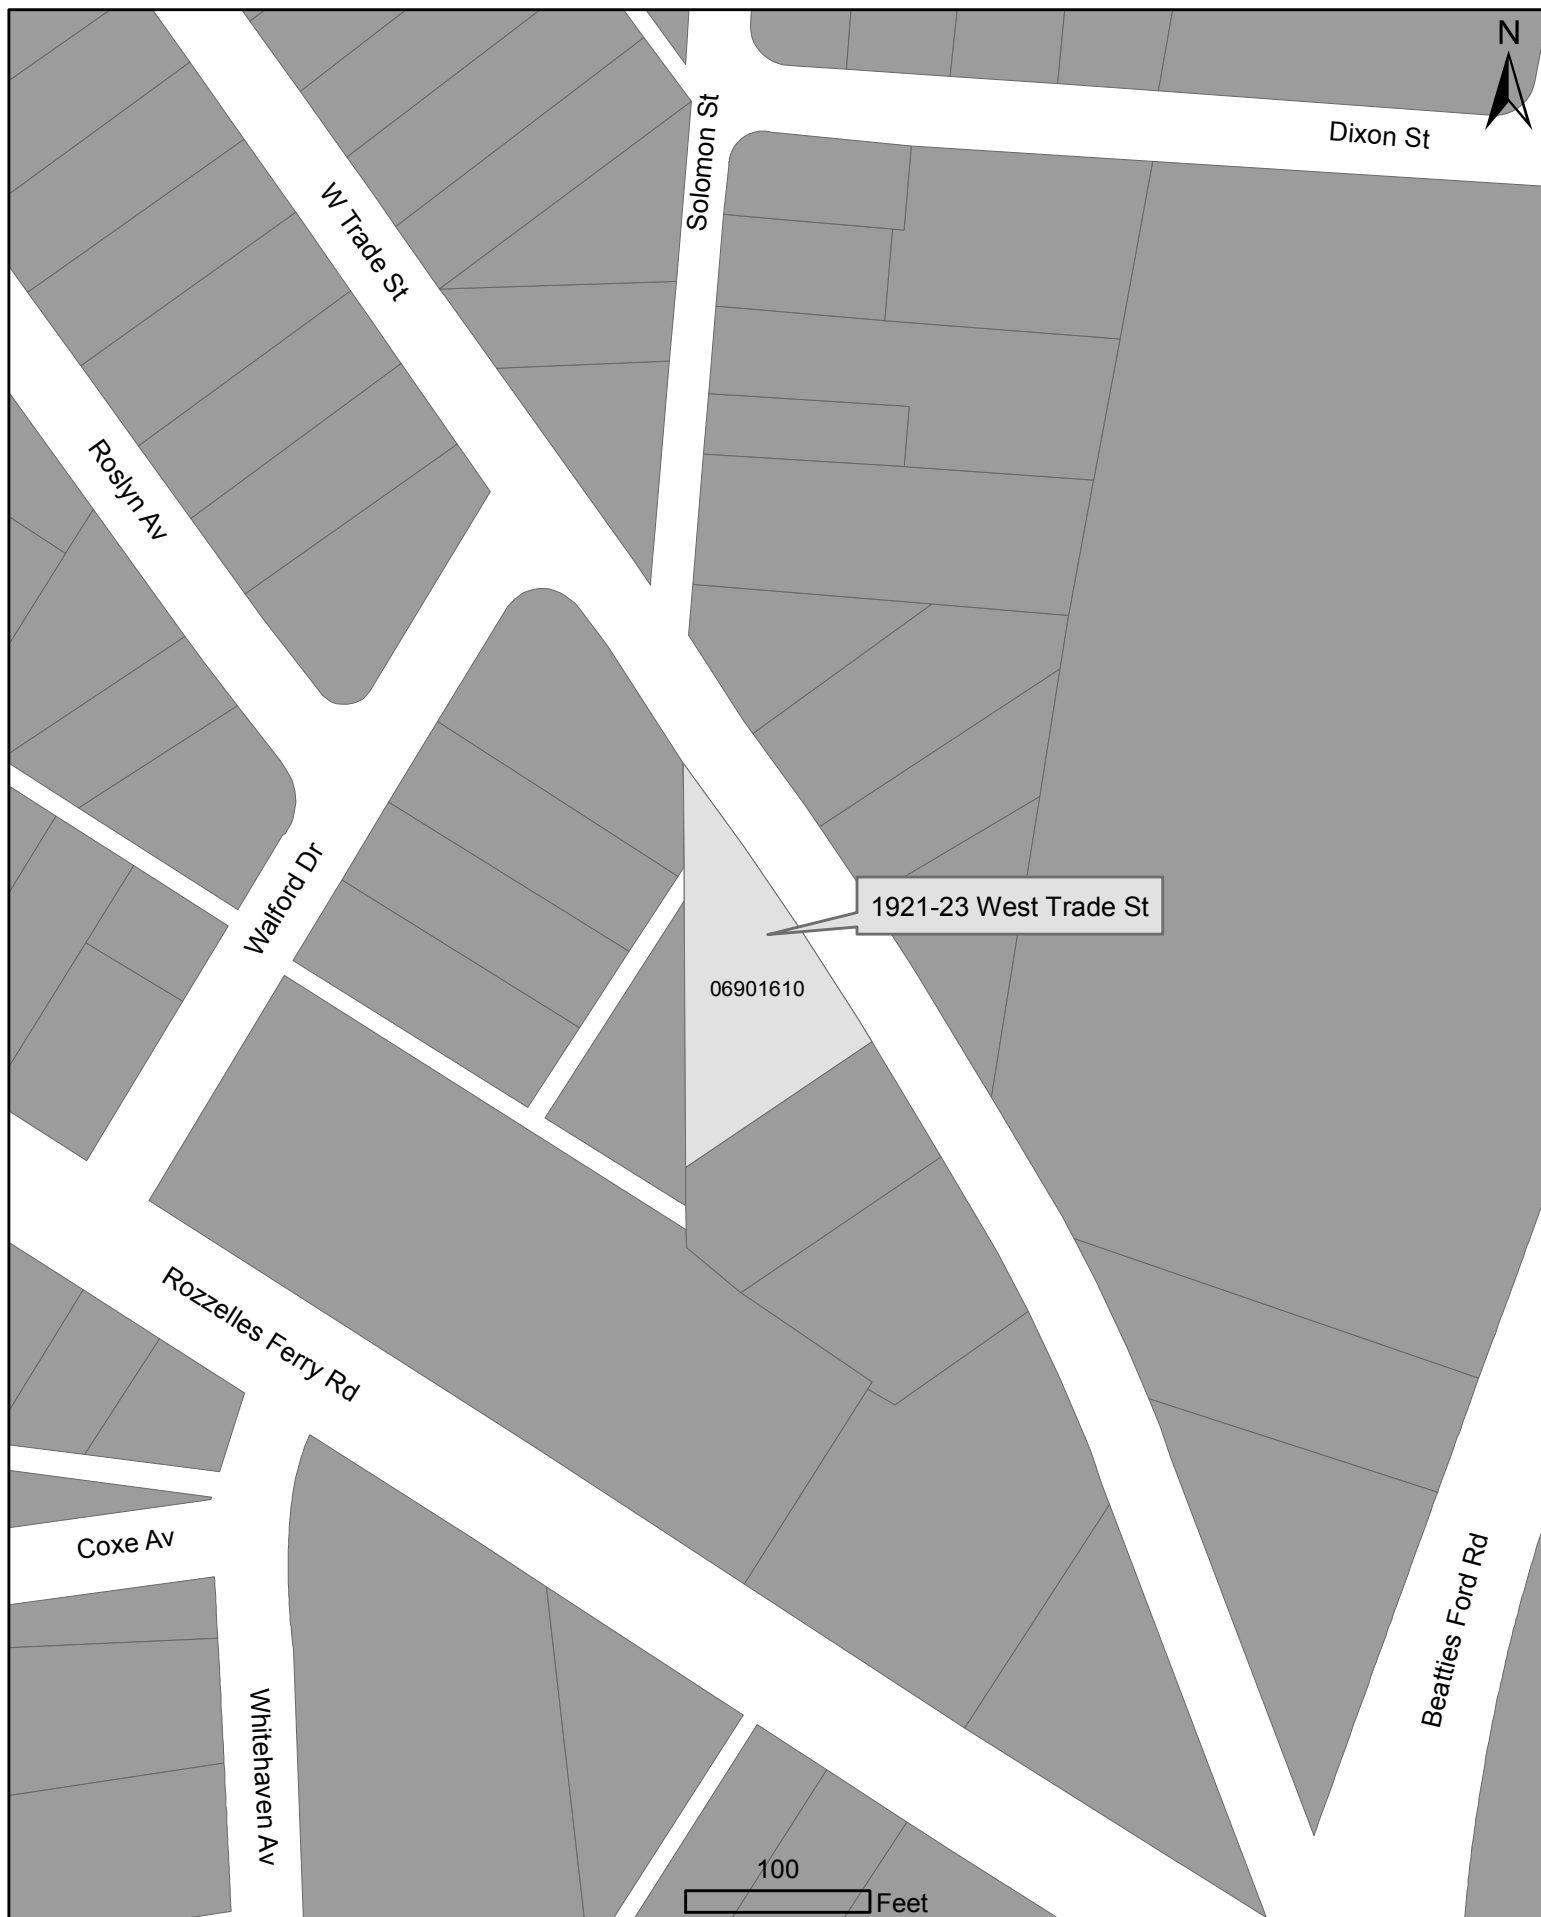 N
Dixon St
Solomon St
W Trade St
Roslyn Av
Walford Dr
1921-23 West Trade St
06901610
Rozzelles Ferry Rd
Coxe Av
Beatties Ford Rd
Whitehaven Av
100
Feet